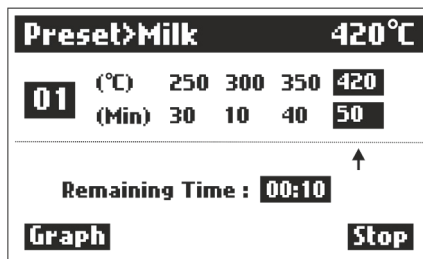 Preset>Milk 420℃
01 (℃) 250 300 350 420
(Min) 30 10 40 50
Remaining Time : 00:10
Graph Stop